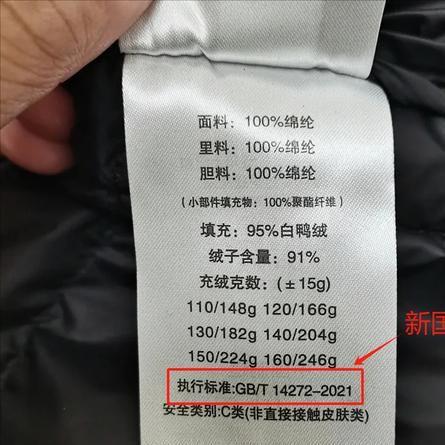 面料：100%绵纶
里料：100%绵纶
胆料：100%绵纶
（小部件填充物：100%聚酯纤维）
填充：95%白鸭绒
绒子含量：91%
充绒克数：(±15g)
110/148g 120/166g
130/182g 140/204g
150/224g 160/246g
新国
执行标准:GB/T 14272-2021
安全类别:C类(非直接接触皮肤类)